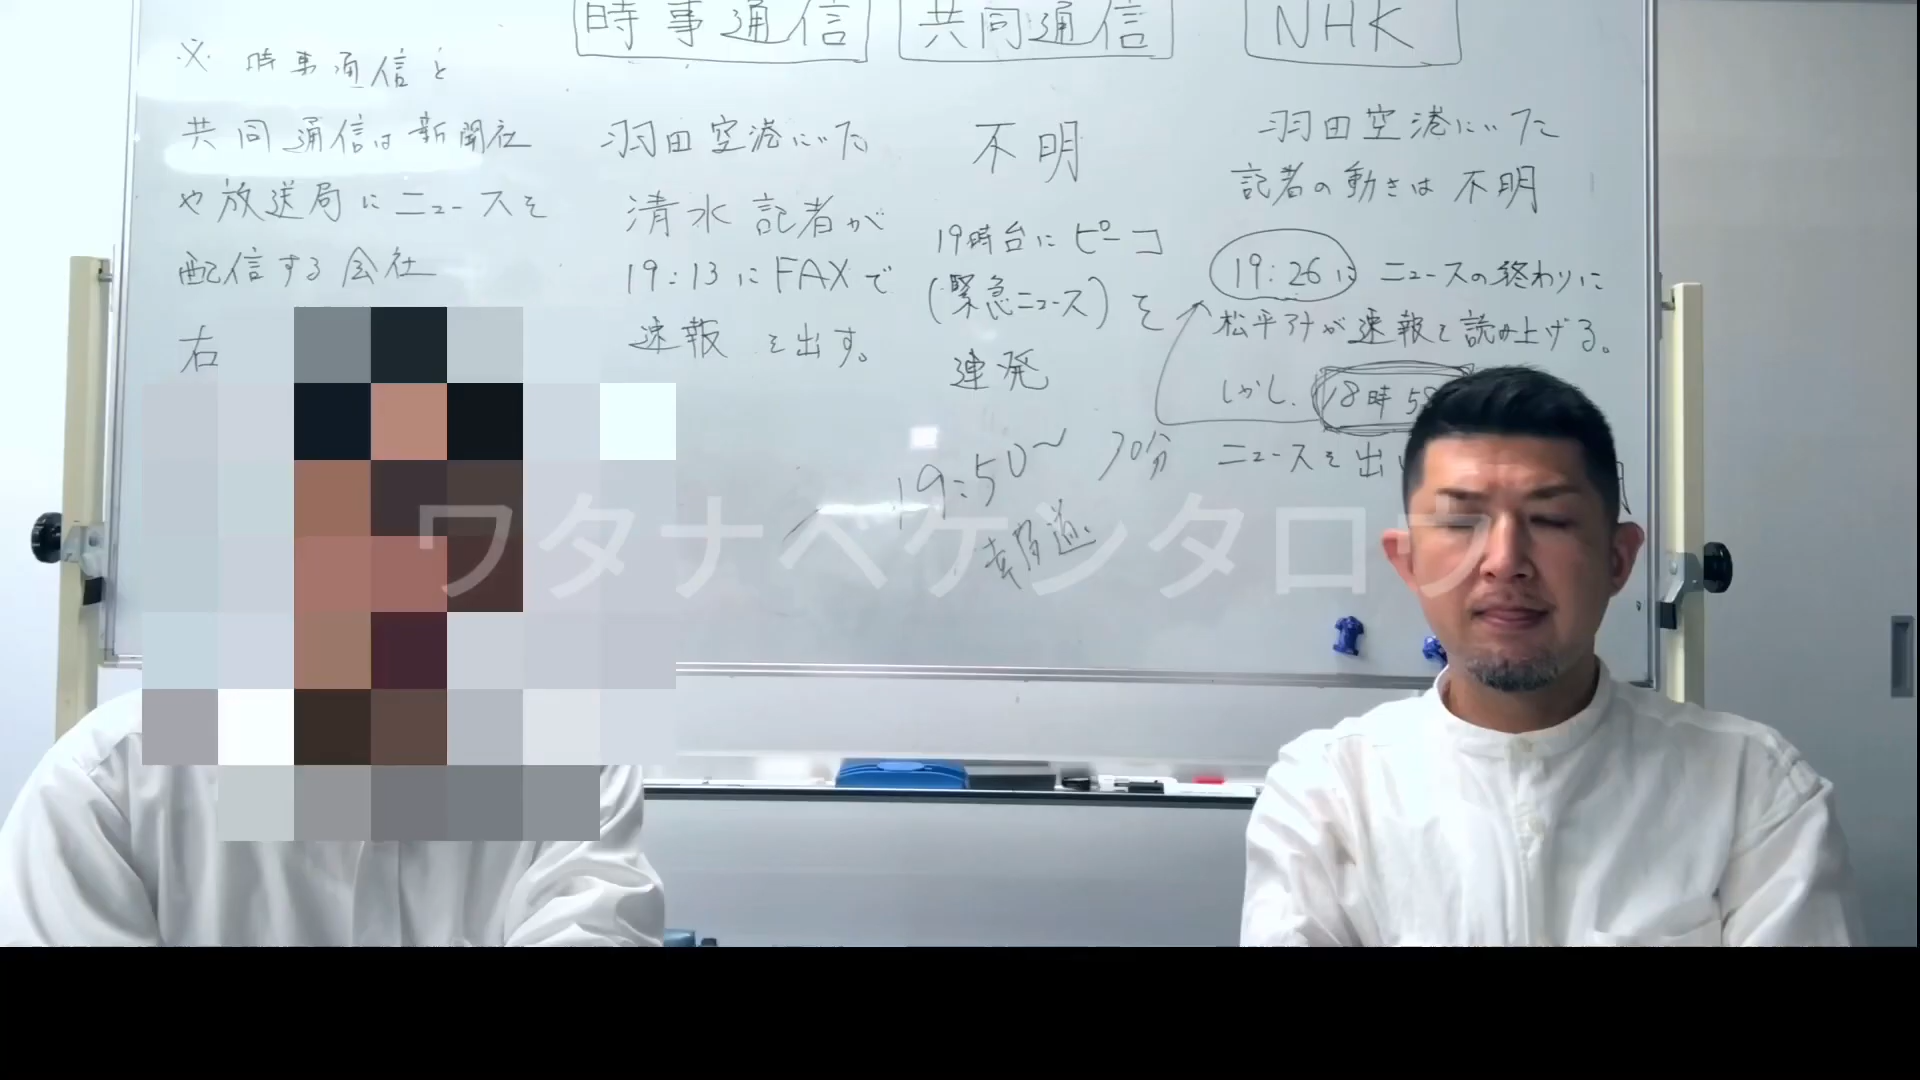 時事通信
共同通信
NHK
※ 時事通信と
共同通信は新聞社
や放送局にニュースを
配信する会社
右
羽田空港にいた
清水記者が
19:13にFAXで
速報を出す。
不明
19時台にピーコ
(緊急ニュース)を
連発
19:50〜 70分
羽田空港にいた
記者の動きは不明
19:26に ニュースの終わりに
松平アナが速報と読み上げる。
しかし、18時5
ニュースを出
ワタナベケンタロウ